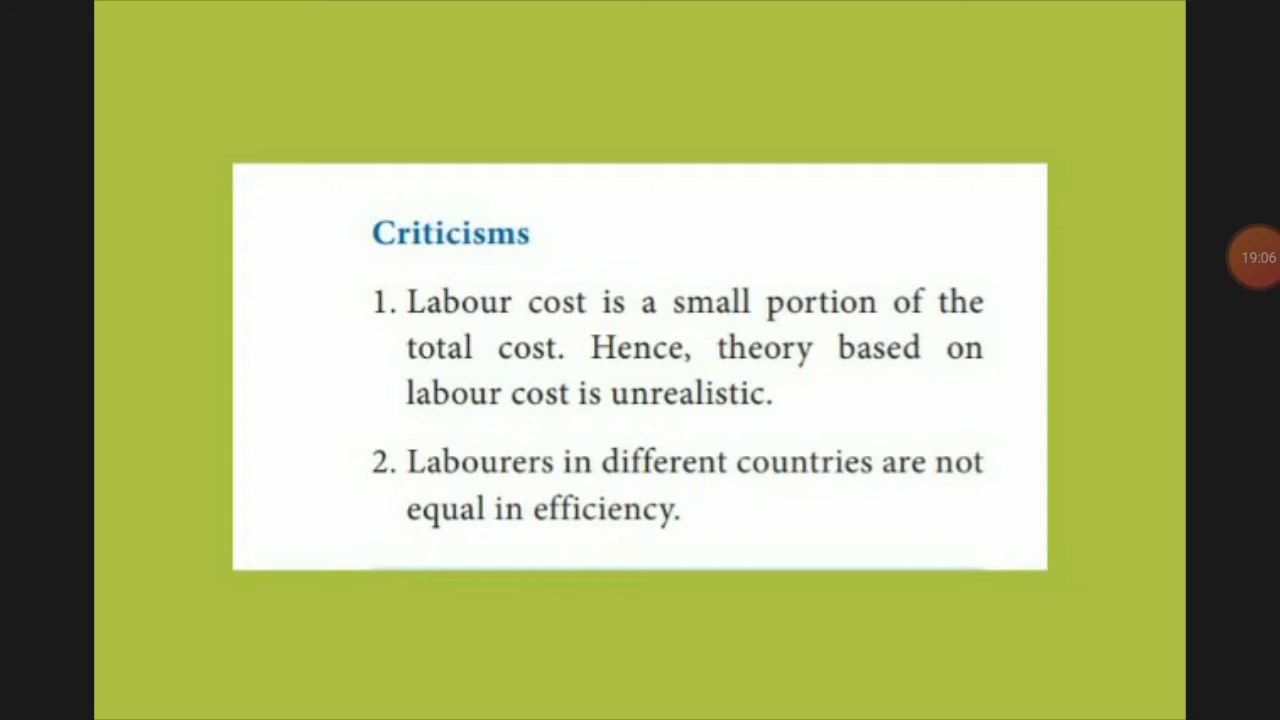 Criticisms
1. Labour cost is a small portion of the
total cost. Hence, theory based on
labour cost is unrealistic.
2. Labourers in different countries are not
equal in efficiency.
19:06